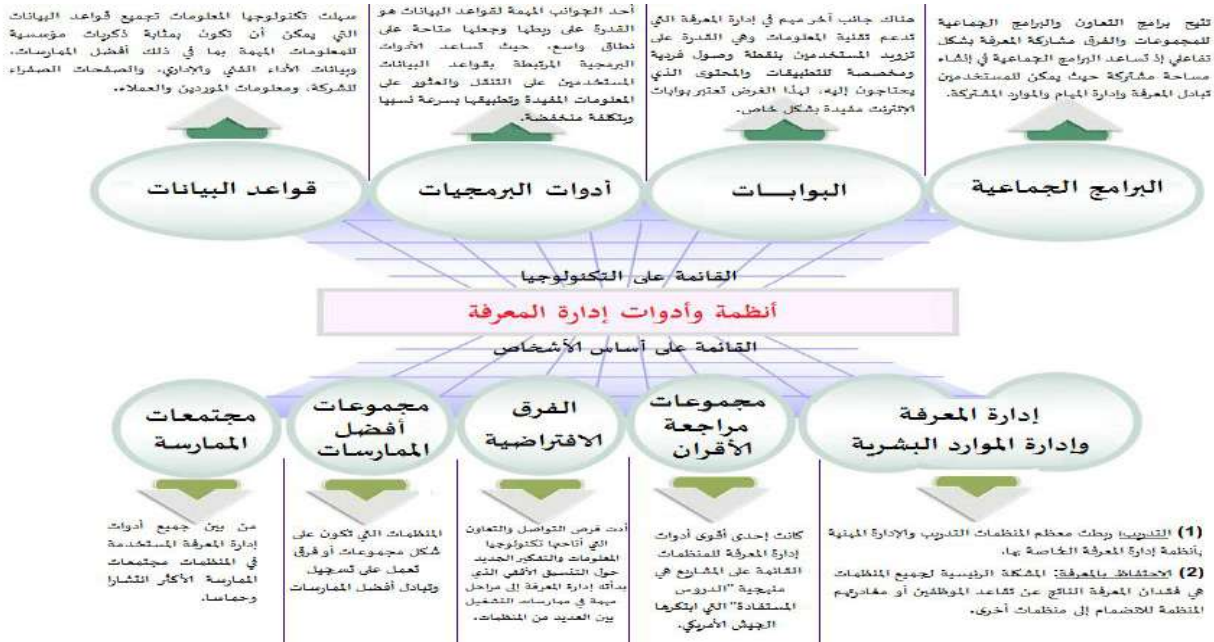 تتيح برامج التعاون والبرامج الجماعية
للمجموعات والفرق مشاركة المعرفة بشكل
تفاعلي إذ تساعد البرامج الجماعية في إنشاء
مساحة مشتركة حيث يمكن للمستخدمين
تبادل المعرفة وإدارة المهام والموارد المشتركة.
هناك جانب آخر مهم في إدارة المعرفة التي
تدعم تقنية المعلومات وهي القدرة على
تزويد المستخدمين بنقطة وصول فردية
ومخصصة للتطبيقات والمحتوى الذي
يحتاجون إليه، لهذا الغرض تعتبر بوابات
الانترنت مفيدة بشكل خاص.
أحد الجوانب المهمة لقواعد البيانات هو
القدرة على ربطها وجعلها متاحة على
نطاق واسع، حيث تساعد الأدوات
البرمجية المرتبطة بقواعد البيانات
المستخدمين على التنقل والعثور على
المعلومات المفيدة وتطبيقها بسرعة نسبيا
وبتكلفة منخفضة.
سهلت تكنولوجيا المعلومات تجميع قواعد البيانات
التي يمكن أن تكون بمثابة ذكريات مؤسسية
للمعلومات المهمة بما في ذلك أفضل الممارسات،
وبيانات الأداء الفني والإداري، والصفحات الصفراء
للشركة، ومعلومات الموردين والعملاء.
البرامج الجماعية
البوابــات
أدوات البرمجيات
قواعد البيانات
القائمة على التكنولوجيا
أنظمة وأدوات إدارة المعرفة
القائمة على أساس الأشخاص
إدارة المعرفة
وإدارة الموارد البشرية
مجموعات
مراجعة
الأقران
الفرق
الافتراضية
مجموعات
أفضل
الممارسات
مجتمعات
الممارسة
(1) التدريب: ربطت معظم المنظمات التدريب والإدارة المهنية
بأنظمة إدارة المعرفة الخاصة بها.
(2) الاحتفاظ بالمعرفة: المشكلة الرئيسية لجميع المنظمات
هي فقدان المعرفة الناتج عن تقاعد الموظفين أو مغادرتهم
المنظمة للانضمام إلى منظمات أخرى.
كانت إحدى أقوى أدوات
إدارة المعرفة للمنظمات
القائمة على المشاريع هي
منهجية "الدروس
المستفادة" التي ابتكرها
الجيش الأمريكي.
أدت فرص التواصل والتعاون
التي أتاحها تكنولوجيا
المعلومات والتفكير الجديد
حول التنسيق الأفقي الذي
بدأته إدارة المعرفة إلى مراحل
مهمة في ممارسات التشغيل
بين العديد من المنظمات.
المنظمات التي تكون على
شكل مجموعات أو فرق
تعمل على تسجيل
وتبادل أفضل الممارسات
من بين جميع أدوات
إدارة المعرفة المستخدمة
في المنظمات مجتمعات
الممارسة الأكثر انتشارا
وحماسا.